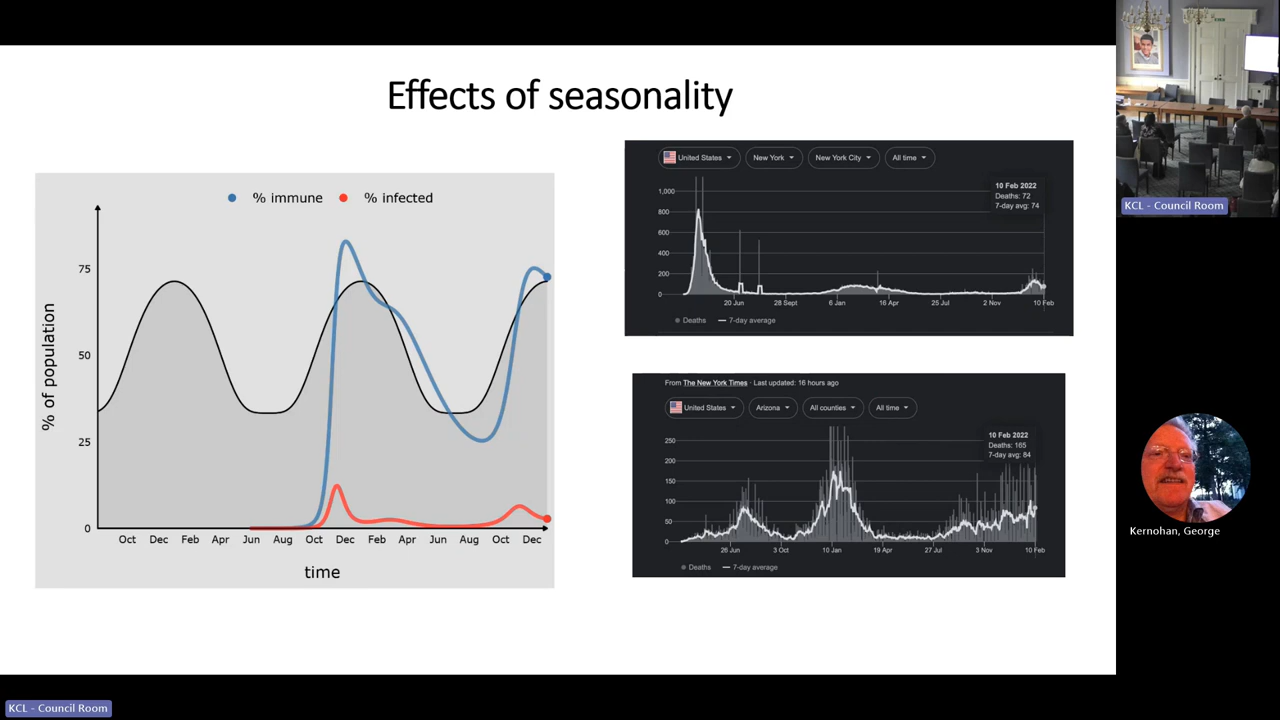 Effects of seasonality
% immune % infected
75
50
25
0
% of population
Oct Dec Feb Apr Jun Aug Oct Dec Feb Apr Jun Aug Oct Dec
time
United States New York New York City All time
10 Feb 2022
Deaths: 72
7-day avg: 74
1,000
800
600
400
200
0
20 Jun 28 Sept 6 Jan 16 Apr 25 Jul 2 Nov 10 Feb
Deaths 7-day average
From The New York Times · Last updated: 16 hours ago
United States Arizona All counties All time
10 Feb 2022
Deaths: 165
7-day avg: 84
250
200
150
100
50
0
26 Jun 3 Oct 10 Jan 19 Apr 27 Jul 3 Nov 10 Feb
Deaths 7-day average
KCL - Council Room
Kernohan, George
KCL - Council Room